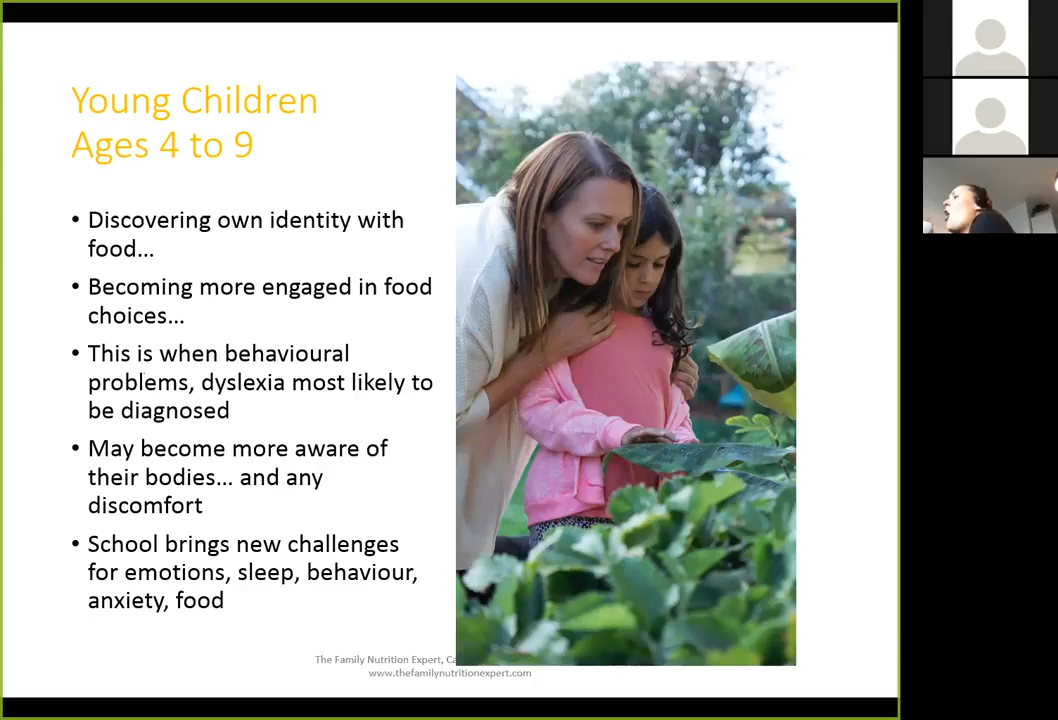 Young Children
Ages 4 to 9
• Discovering own identity with
food...
• Becoming more engaged in food
choices...
• This is when behavioural
problems, dyslexia most likely to
be diagnosed
• May become more aware of
their bodies... and any
discomfort
• School brings new challenges
for emotions, sleep, behaviour,
anxiety, food
The Family Nutrition Expert,
www.thefamilynutritionexpert.com